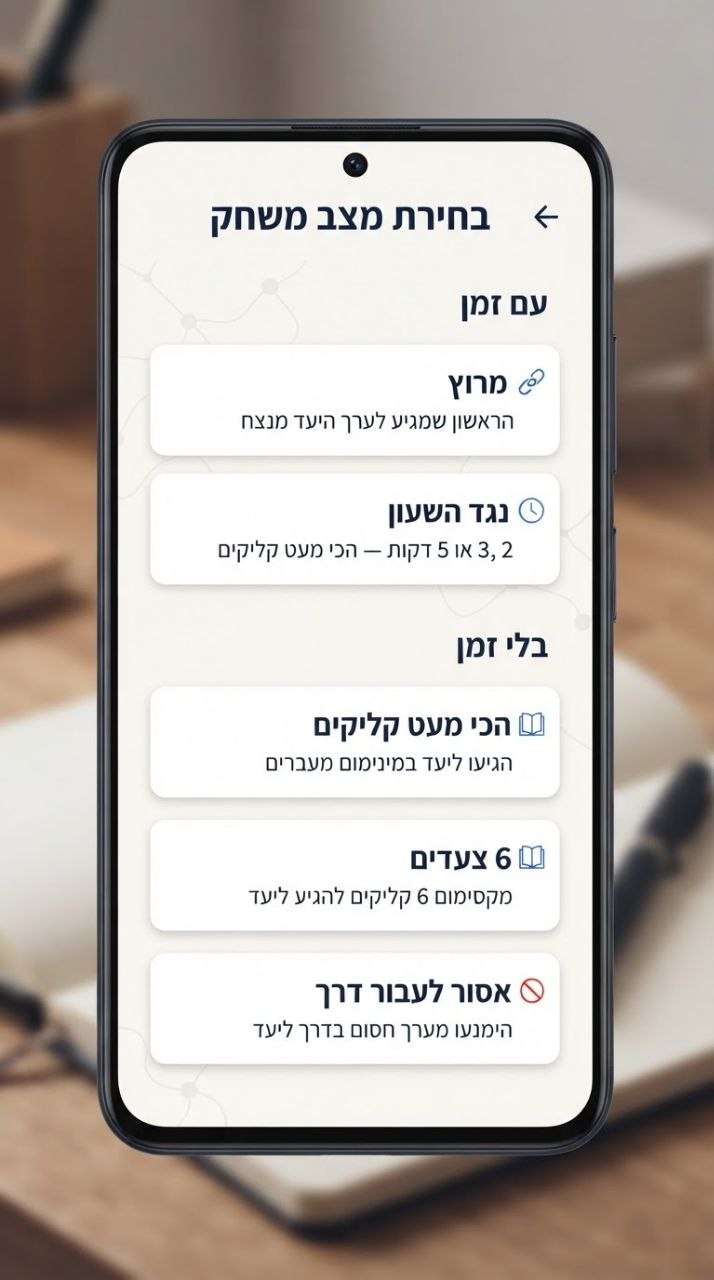 בחירת מצב משחק
עם זמן
מרוץ
הראשון שמגיע לערך היעד מנצח
נגד השעון
2, 3 או 5 דקות — הכי מעט קליקים
בלי זמן
הכי מעט קליקים
הגיעו ליעד במינימום מעברים
6 צעדים
מקסימום 6 קליקים להגיע ליעד
אסור לעבור דרך
הימנעו מערך חסום בדרך ליעד